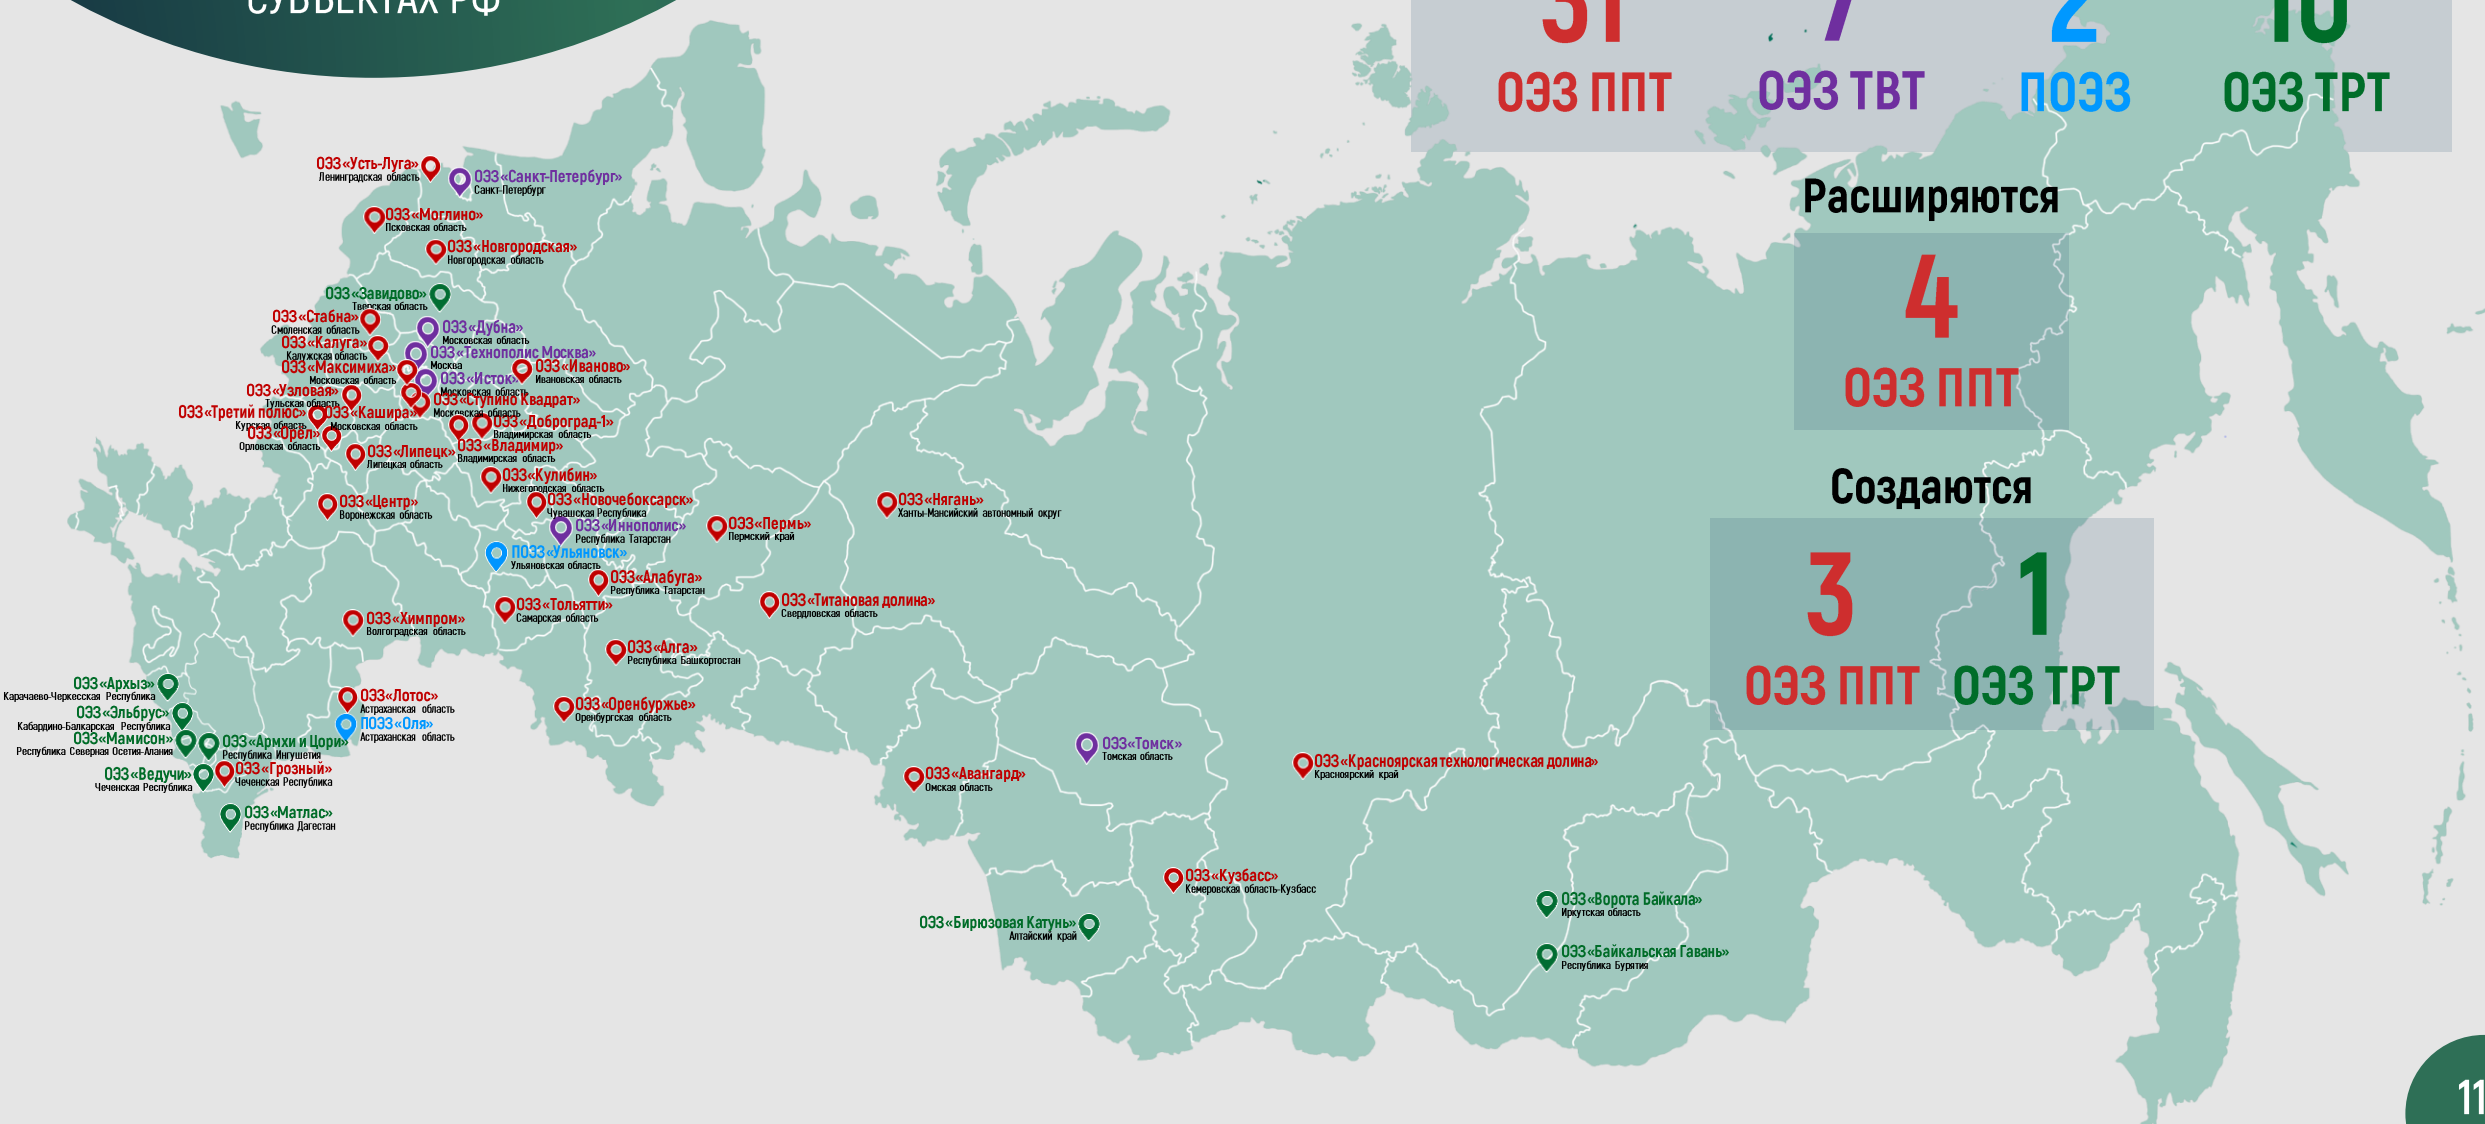 СУБЪЕКТАХ РФ
31
7
2
10
ОЭЗ ППТ
ОЭЗ ТВТ
ПОЭЗ
ОЭЗ ТРТ
Расширяются
4
ОЭЗ ППТ
Создаются
3
1
ОЭЗ ППТ
ОЭЗ ТРТ
ОЭЗ «Усть-Луга»
Ленинградская область
ОЭЗ «Санкт-Петербург»
Санкт-Петербург
ОЭЗ «Моглино»
Псковская область
ОЭЗ «Новгородская»
Новгородская область
ОЭЗ «Завидово»
Тверская область
ОЭЗ «Стабна»
Смоленская область
ОЭЗ «Дубна»
Московская область
ОЭЗ «Калуга»
Калужская область
ОЭЗ «Технополис Москва»
Москва
ОЭЗ «Максимиха»
Московская область
ОЭЗ «Иваново»
Ивановская область
ОЭЗ «Исток»
Московская область
ОЭЗ «Узловая»
Тульская область
ОЭЗ «Ступино Квадрат»
Московская область
ОЭЗ «Третий полюс»
Курская область
ОЭЗ «Кашира»
Московская область
ОЭЗ «Доброград-1»
Владимирская область
ОЭЗ «Орёл»
Орловская область
ОЭЗ «Владимир»
Владимирская область
ОЭЗ «Липецк»
Липецкая область
ОЭЗ «Кулибин»
Нижегородская область
ОЭЗ «Центр»
Воронежская область
ОЭЗ «Новочебоксарск»
Чувашская Республика
ОЭЗ «Нягань»
Ханты-Мансийский автономный округ
ОЭЗ «Иннополис»
Республика Татарстан
ОЭЗ «Пермь»
Пермский край
ПОЭЗ «Ульяновск»
Ульяновская область
ОЭЗ «Алабуга»
Республика Татарстан
ОЭЗ «Тольятти»
Самарская область
ОЭЗ «Титановая долина»
Свердловская область
ОЭЗ «Химпром»
Волгоградская область
ОЭЗ «Алга»
Республика Башкортостан
ОЭЗ «Архыз»
Карачаево-Черкесская Республика
ОЭЗ «Лотос»
Астраханская область
ОЭЗ «Оренбуржье»
Оренбургская область
ОЭЗ «Эльбрус»
Кабардино-Балкарская Республика
ПОЭЗ «Оля»
Астраханская область
ОЭЗ «Мамисон»
Республика Северная Осетия-Алания
ОЭЗ «Армхи и Цори»
Республика Ингушетия
ОЭЗ «Ведучи»
Чеченская Республика
ОЭЗ «Грозный»
Чеченская Республика
ОЭЗ «Матлас»
Республика Дагестан
ОЭЗ «Томск»
Томская область
ОЭЗ «Авангард»
Омская область
ОЭЗ «Красноярская технологическая долина»
Красноярский край
ОЭЗ «Кузбасс»
Кемеровская область-Кузбасс
ОЭЗ «Бирюзовая Катунь»
Алтайский край
ОЭЗ «Ворота Байкала»
Иркутская область
ОЭЗ «Байкальская Гавань»
Республика Бурятия
11